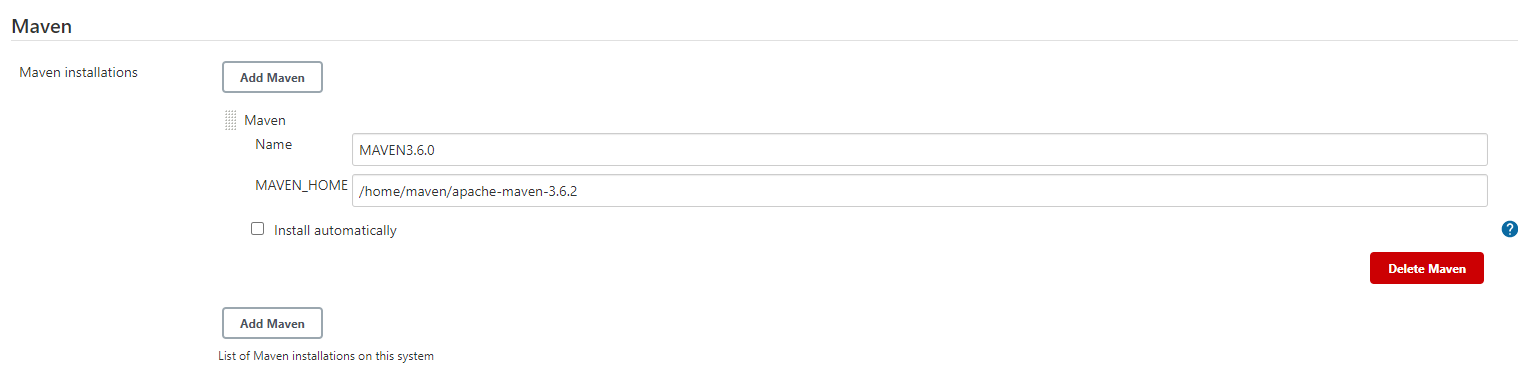 Maven
Maven installations
Add Maven
Maven
Name
MAVEN3.6.0
MAVEN_HOME
/home/maven/apache-maven-3.6.2
Install automatically
?
Delete Maven
Add Maven
List of Maven installations on this system